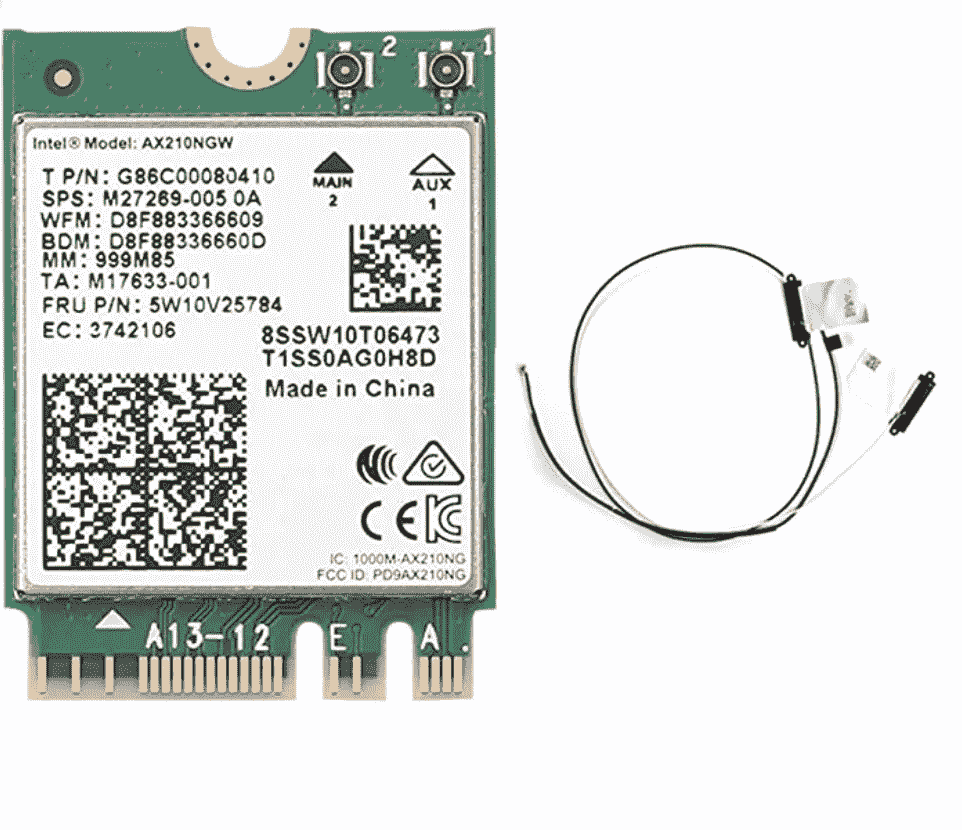 2 1
Intel® Model: AX210NGW
T P/N: G86C00080410
SPS: M27269-005 0A
WFM: D8F883366609
BDM: D8F88336660D
MM: 999M85
TA: M17633-001
FRU P/N: 5W10V25784
EC: 3742106
MAIN
2
AUX
1
8SSW10T06473
T1SS0AG0H8D
Made in China
CE
IC: 1000M-AX210NG
FCC ID: PD9AX210NG
A13-12 E A